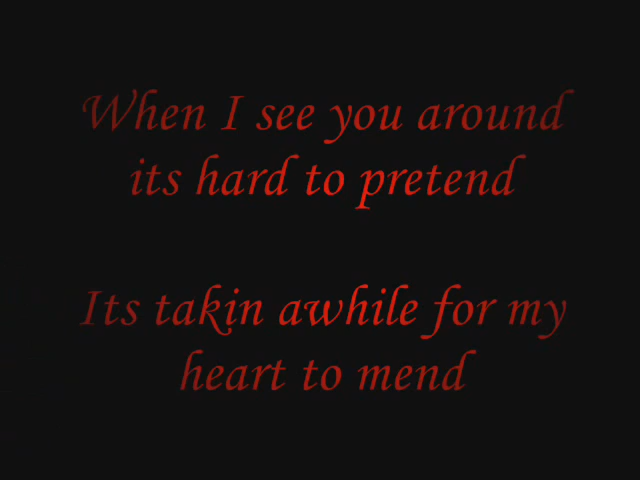 When I see you around
its hard to pretend
Its takin awhile for my
heart to mend